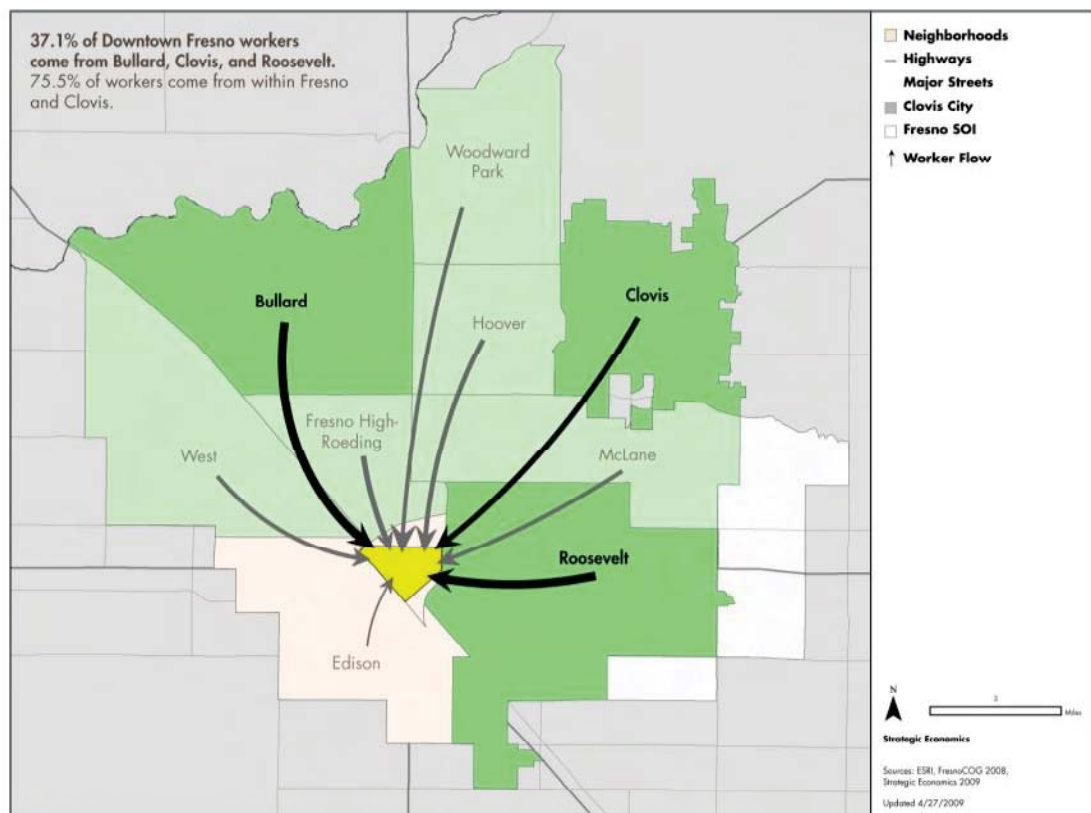 37.1% of Downtown Fresno workers
come from Bullard, Clovis, and Roosevelt.
75.5% of workers come from within Fresno
and Clovis.
Woodward
Park
Bullard
Clovis
Hoover
Fresno High-
Roeding
West
McLane
Roosevelt
Edison
Neighborhoods
Highways
Major Streets
Clovis City
Fresno SOI
Worker Flow
N
3
Miles
Strategic Economics
Sources: ESRI, FresnoCOG 2008,
Strategic Economics 2009
Updated 4/27/2009